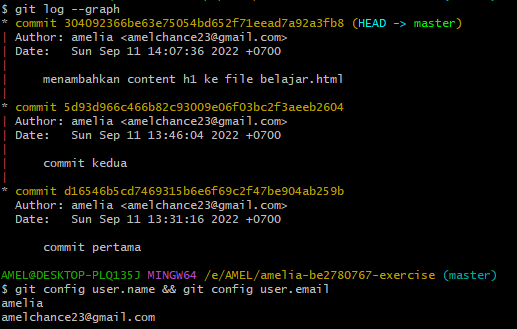 $ git log --graph
* commit 304092366be63e75054bd652f71eead7a92a3fb8 (HEAD -> master)
| Author: amelia <amelchance23@gmail.com>
| Date:   Sun Sep 11 14:07:36 2022 +0700
|
|     menambahkan content h1 ke file belajar.html
|
* commit 5d93d966c466b82c93009e06f03bc2f3aeeb2604
| Author: amelia <amelchance23@gmail.com>
| Date:   Sun Sep 11 13:46:04 2022 +0700
|
|     commit kedua
|
* commit d16546b5cd7469315b6e6f69c2f47be904ab259b
  Author: amelia <amelchance23@gmail.com>
  Date:   Sun Sep 11 13:31:16 2022 +0700

      commit pertama

AMEL@DESKTOP-PLQ135J MINGW64 /e/AMEL/amelia-be2780767-exercise (master)
$ git config user.name && git config user.email
amelia
amelchance23@gmail.com